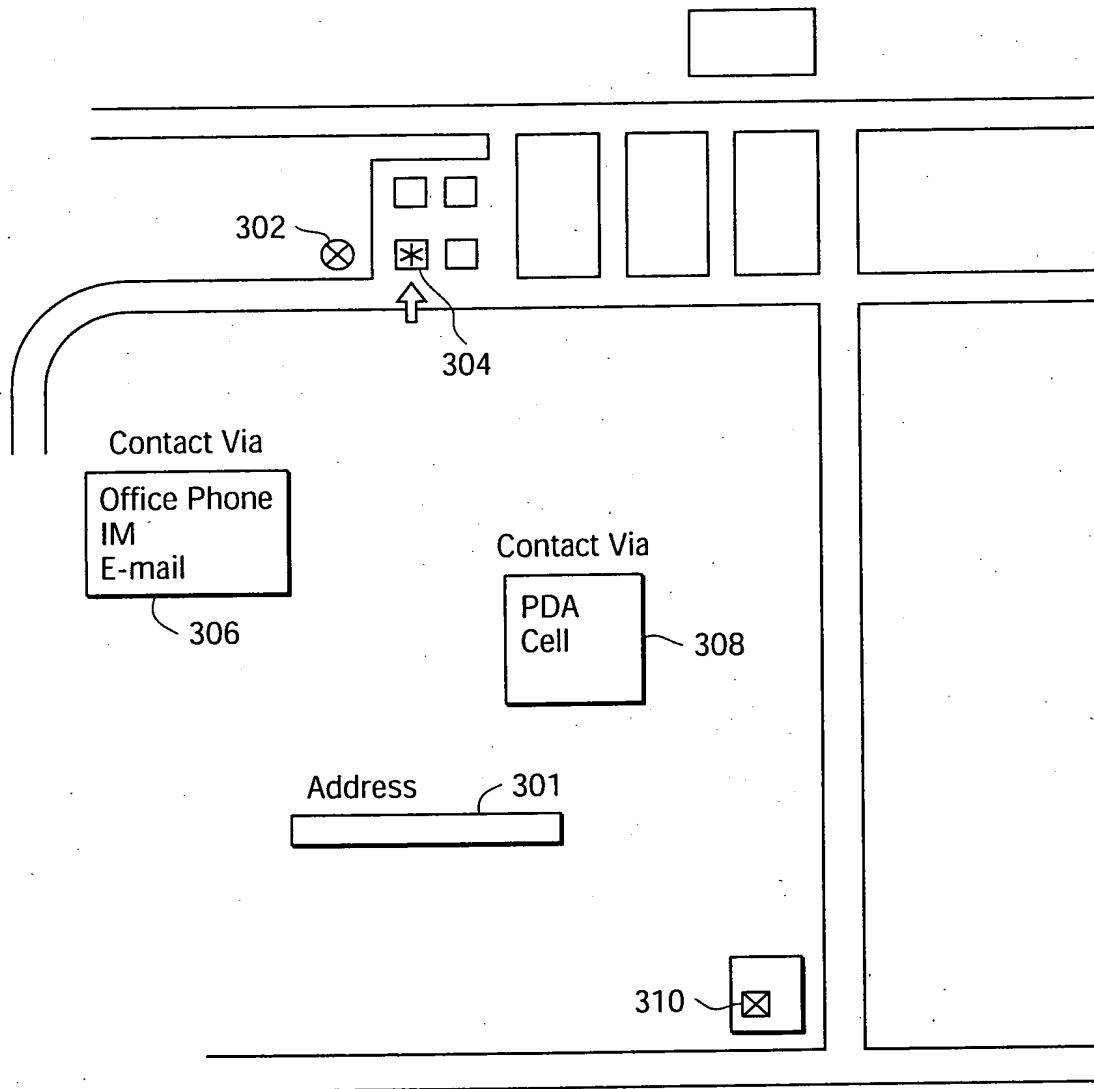 302
304
Contact Via
Office Phone
IM
E-mail
306
Contact Via
PDA
Cell
308
Address
301
310